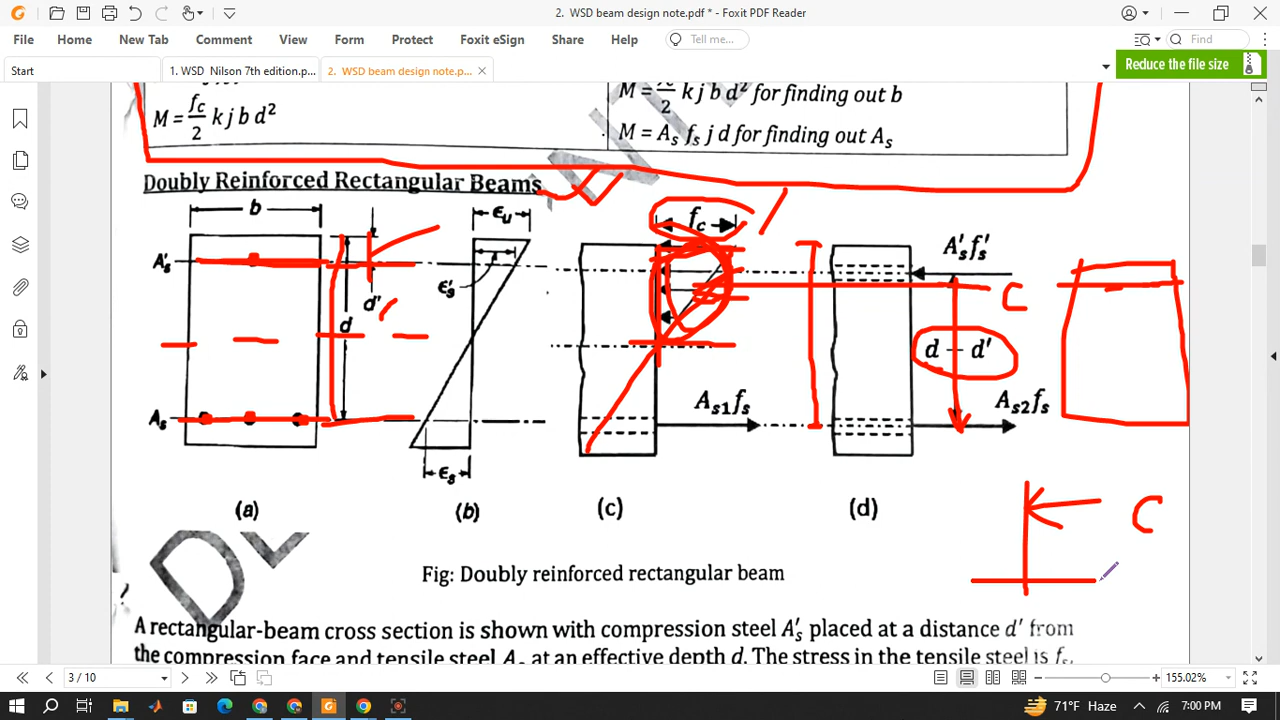 2. WSD beam design note.pdf * - Foxit PDF Reader
File Home New Tab Comment View Form Protect Foxit eSign Share Help Tell me... Find
Start 1. WSD Nilson 7th edition.p... 2. WSD beam design note.pd... Reduce the file size
M = fc/2 k j b d²
M = fc/2 k j b d² for finding out b
M = As fs j d for finding out As
Doubly Reinforced Rectangular Beams
b εu fc A's f's
A's d' ε's C
d d - d'
As As1fs As2fs
εs
C
(a) (b) (c) (d)
Fig: Doubly reinforced rectangular beam
A rectangular-beam cross section is shown with compression steel A's placed at a distance d' from
the compression face and tensile steel As at an effective depth d. The stress in the tensile steel is fs,
3 / 10 155.02%
71°F Haze 7:00 PM